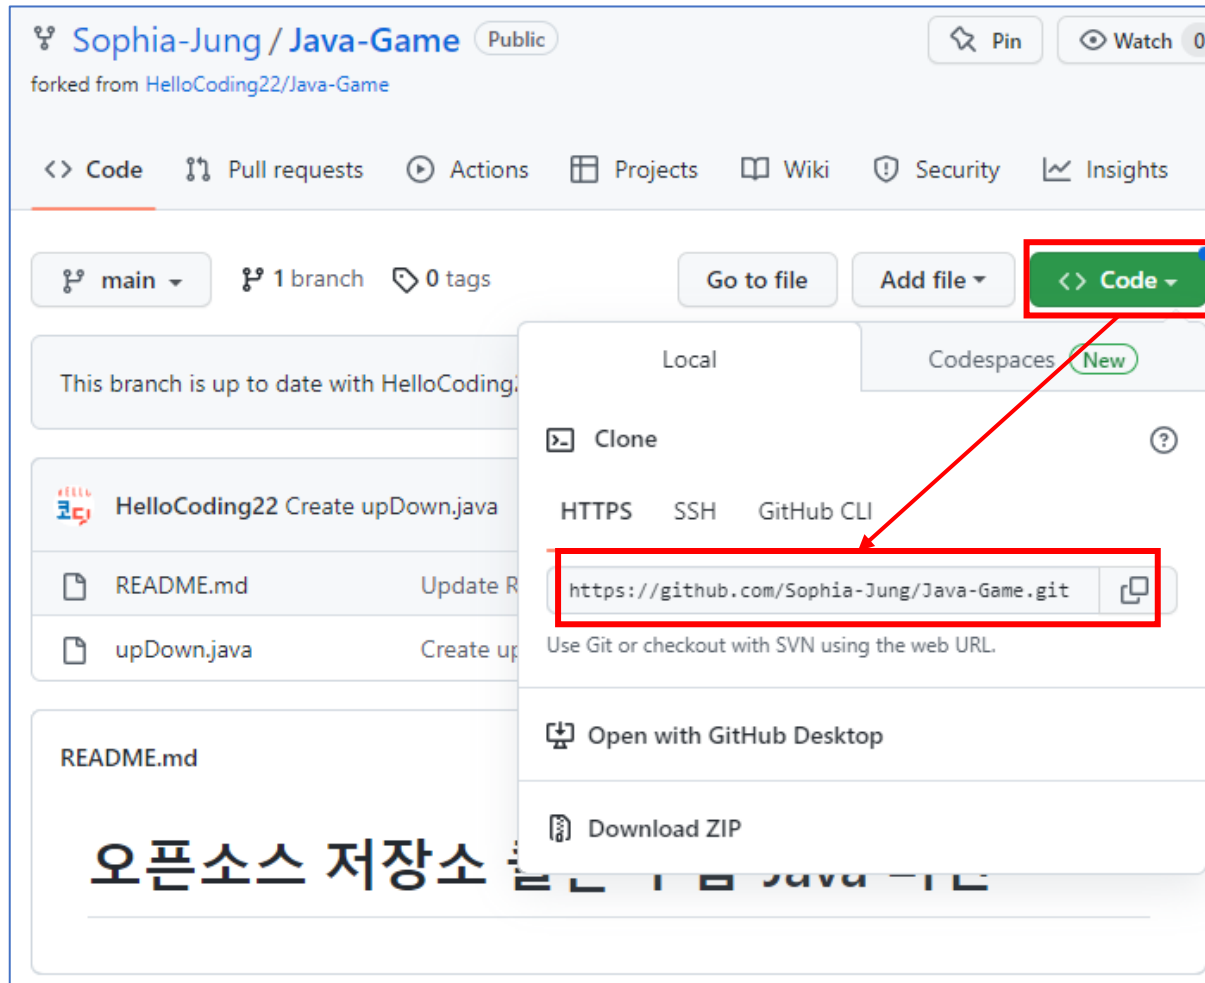 Sophia-Jung / Java-Game Public
Pin
Watch 0
forked from HelloCoding22/Java-Game
Code Pull requests Actions Projects Wiki Security Insights
main 1 branch 0 tags Go to file Add file Code
Local Codespaces New
This branch is up to date with
Clone
HTTPS SSH GitHub CLI
HelloCoding22 Create upDown.java
https://github.com/Sophia-Jung/Java-Game.git
README.md Update
Use Git or checkout with SVN using the web URL.
upDown.java Create
Open with GitHub Desktop
README.md
Download ZIP
오픈소스 저장소